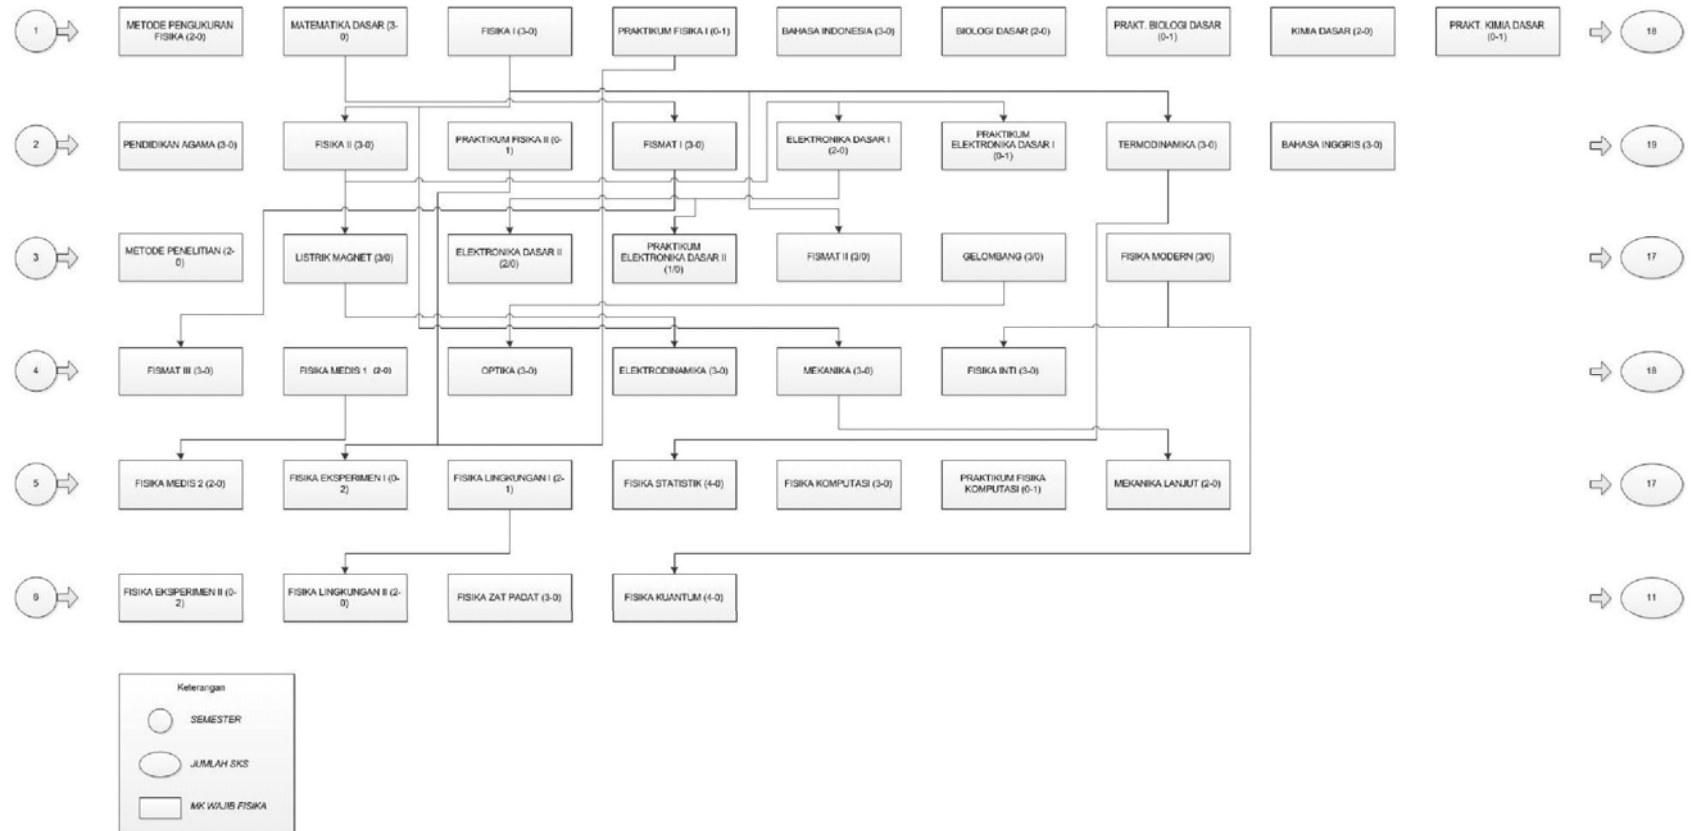 1
METODE PENGUKURAN
FISIKA (2-0)
MATEMATIKA DASAR (3-
0)
FISIKA I (3-0)
PRAKTIKUM FISIKA I (0-1)
BAHASA INDONESIA (3-0)
BIOLOGI DASAR (2-0)
PRAKT. BIOLOGI DASAR
(0-1)
KIMIA DASAR (2-0)
PRAKT. KIMIA DASAR
(0-1)
18
2
PENDIDIKAN AGAMA (3-0)
FISIKA II (3-0)
PRAKTIKUM FISIKA II (0-
1)
FISMAT I (3-0)
ELEKTRONIKA DASAR I
(2-0)
PRAKTIKUM
ELEKTRONIKA DASAR I
(0-1)
TERMODINAMIKA (3-0)
BAHASA INGGRIS (3-0)
19
3
METODE PENELITIAN (2-
0)
LISTRIK MAGNET (3/0)
ELEKTRONIKA DASAR II
(2/0)
PRAKTIKUM
ELEKTRONIKA DASAR II
(1/0)
FISMAT II (3/0)
GELOMBANG (3/0)
FISIKA MODERN (3/0)
17
4
FISMAT III (3-0)
FISIKA MEDIS 1 (2-0)
OPTIKA (3-0)
ELEKTRODINAMIKA (3-0)
MEKANIKA (3-0)
FISIKA INTI (3-0)
18
5
FISIKA MEDIS 2 (2-0)
FISIKA EKSPERIMEN I (0-
2)
FISIKA LINGKUNGAN I (2-
1)
FISIKA STATISTIK (4-0)
FISIKA KOMPUTASI (3-0)
PRAKTIKUM FISIKA
KOMPUTASI (0-1)
MEKANIKA LANJUT (2-0)
17
6
FISIKA EKSPERIMEN II (0-
2)
FISIKA LINGKUNGAN II (2-
0)
FISIKA ZAT PADAT (3-0)
FISIKA KUANTUM (4-0)
11
Keterangan
SEMESTER
JUMLAH SKS
MK WAJIB FISIKA